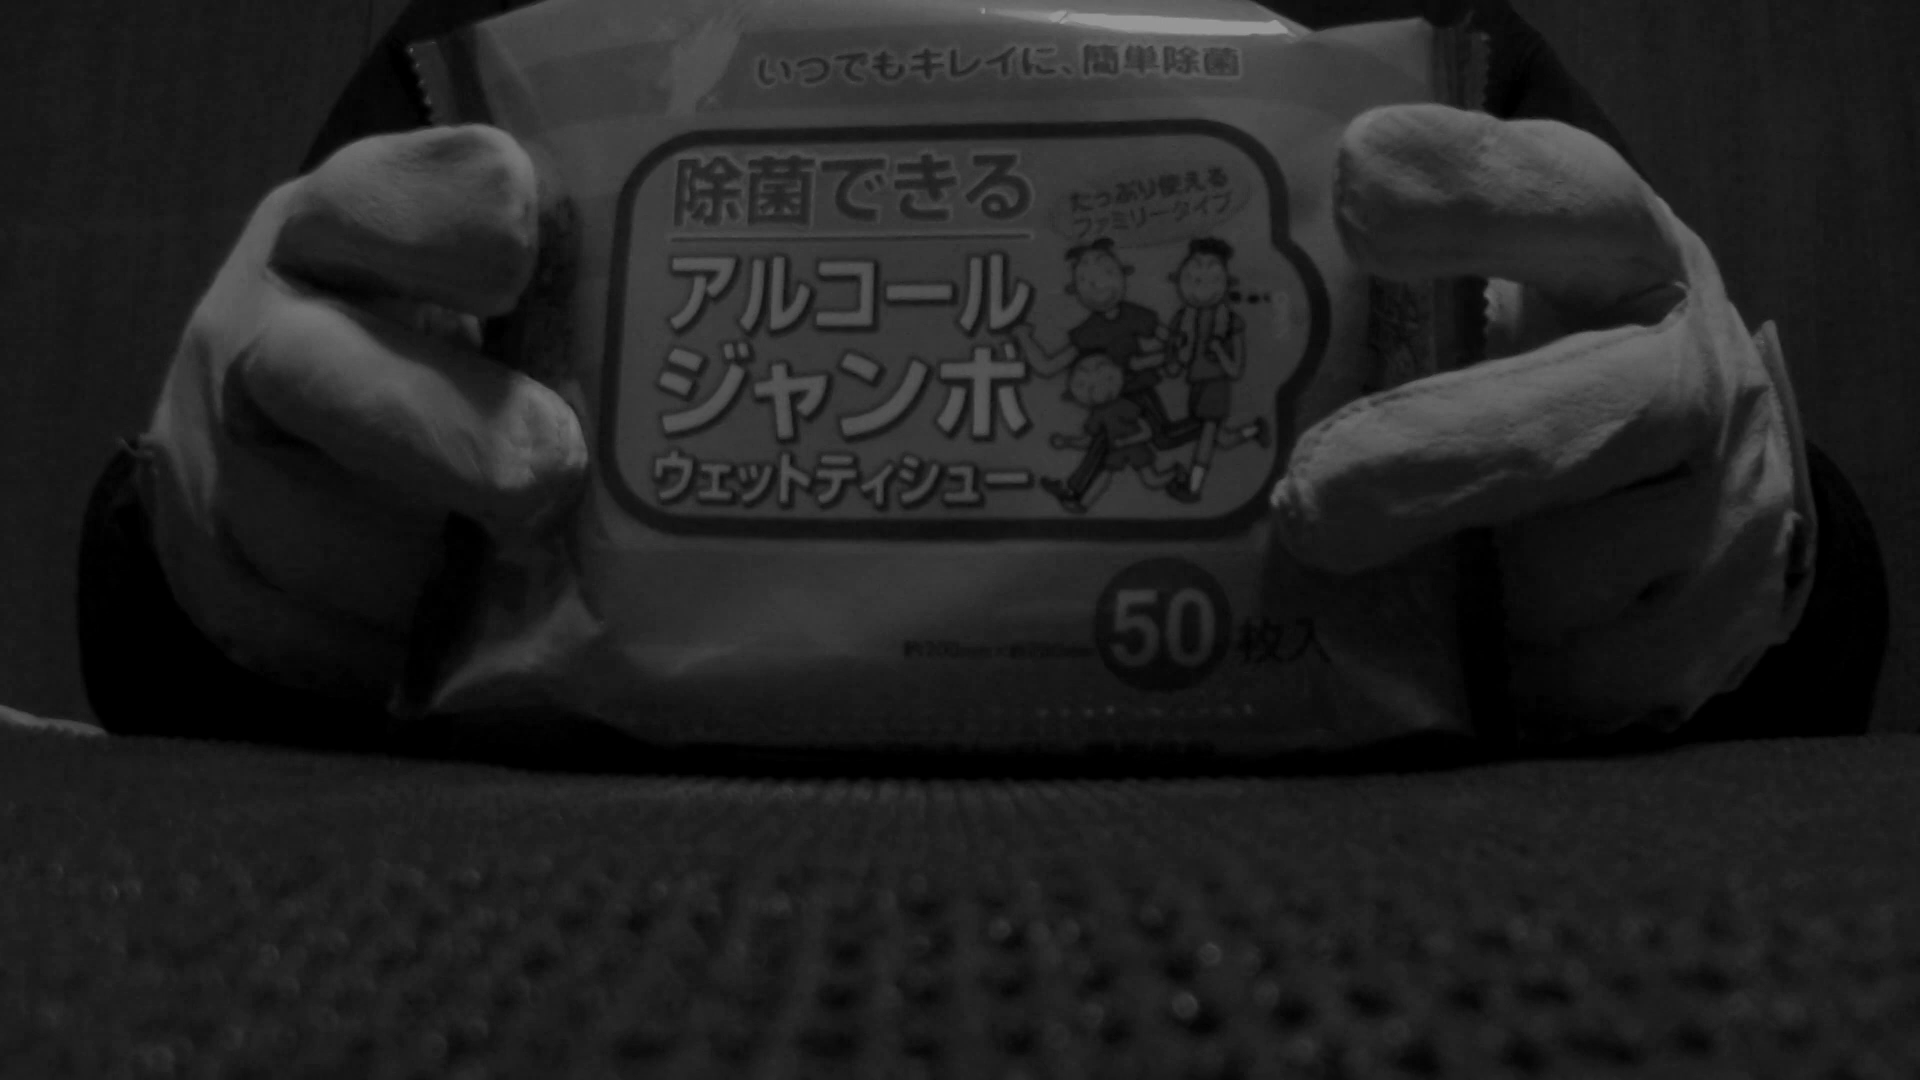 いつでもキレイに、簡単除菌
除菌できる
たっぷり使える
ファミリータイプ
アルコール
ジャンボ
ウェットティシュー
50枚入